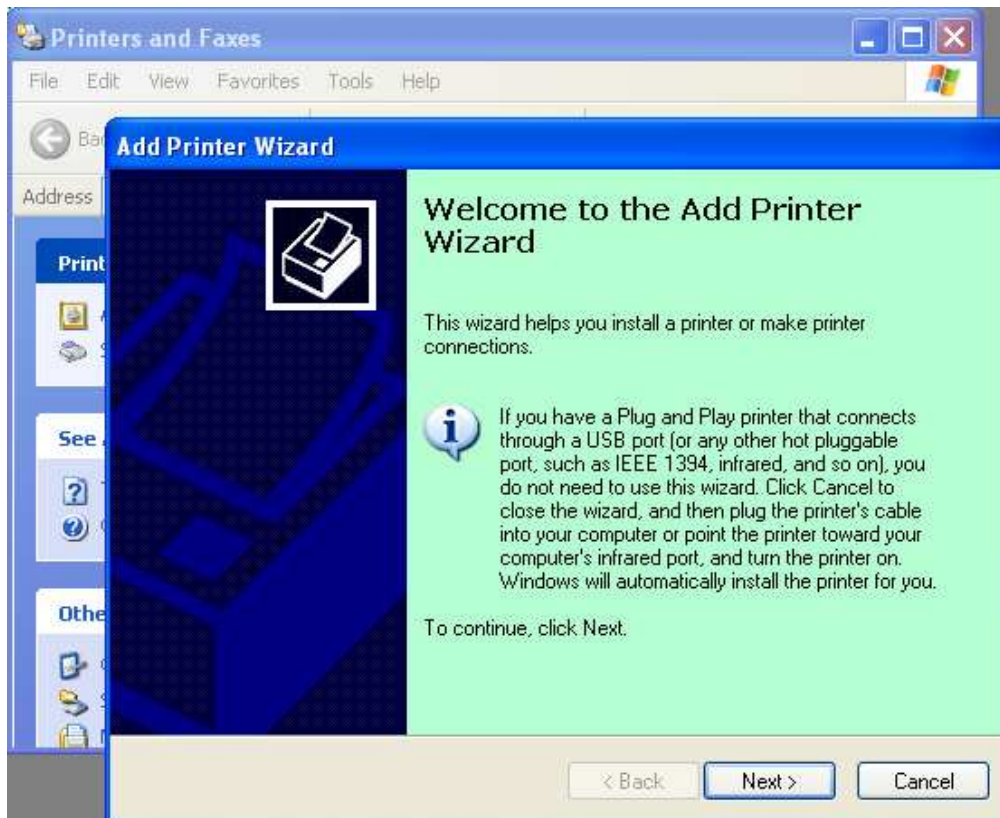 Printers and Faxes
File Edit View Favorites Tools Help
Address
Add Printer Wizard
Welcome to the Add Printer
Wizard
This wizard helps you install a printer or make printer
connections.
If you have a Plug and Play printer that connects
through a USB port (or any other hot pluggable
port, such as IEEE 1394, infrared, and so on), you
do not need to use this wizard. Click Cancel to
close the wizard, and then plug the printer's cable
into your computer or point the printer toward your
computer's infrared port, and turn the printer on.
Windows will automatically install the printer for you.
To continue, click Next.
See
< Back Next > Cancel